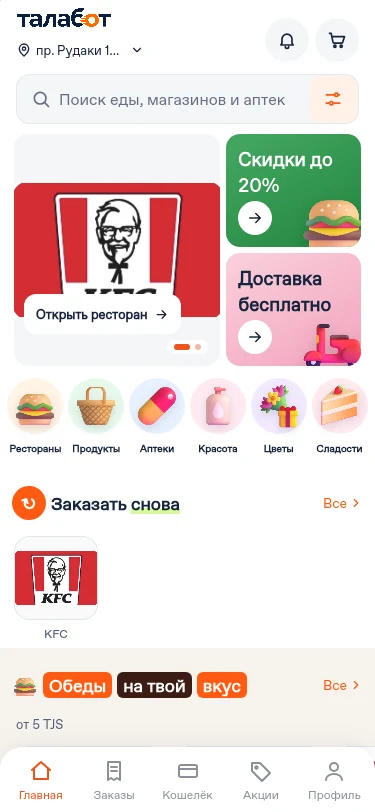 талабот
пр. Рудаки 1...
Поиск еды, магазинов и аптек
KFC
Открыть ресторан
Скидки до
20%
Доставка
бесплатно
Рестораны
Продукты
Аптеки
Красота
Цветы
Сладости
Заказать снова
Все
KFC
KFC
Обеды на твой вкус
Все
от 5 TJS
Главная
Заказы
Кошелёк
Акции
Профиль